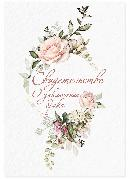 Свидетельство
о заключении
брака